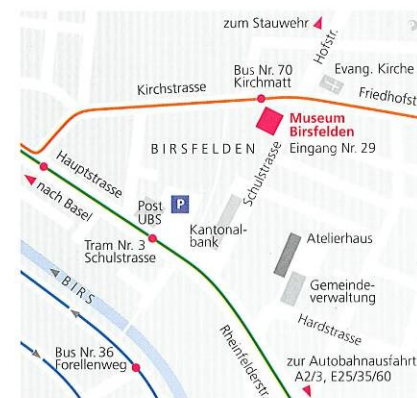 zum Stauwehr
Hofstr.
Bus Nr. 70
Kirchmatt
Evang. Kirche
Kirchstrasse
Friedhofst
Museum
Birsfelden
Eingang Nr. 29
BIRSFELDEN
Hauptstrasse
Schulstrasse
nach Basel
Post
UBS
P
Kantonal-
bank
Atelierhaus
Tram Nr. 3
Schulstrasse
Gemeinde-
verwaltung
BIRS
Hardstrasse
Rheinfelderstr.
Bus Nr. 36
Forellenweg
zur Autobahnausfahrt
A2/3, E25/35/60